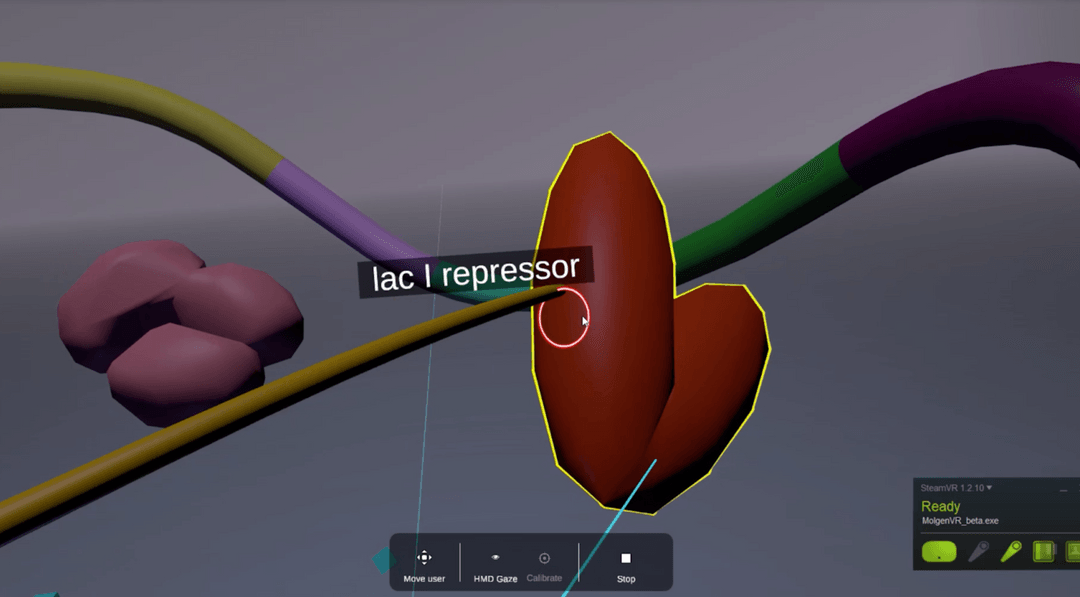 lac I repressor
SteamVR 1.2.10 ▾
Ready
MolgenVR_beta.exe
Move user
HMD Gaze
Calibrate
Stop